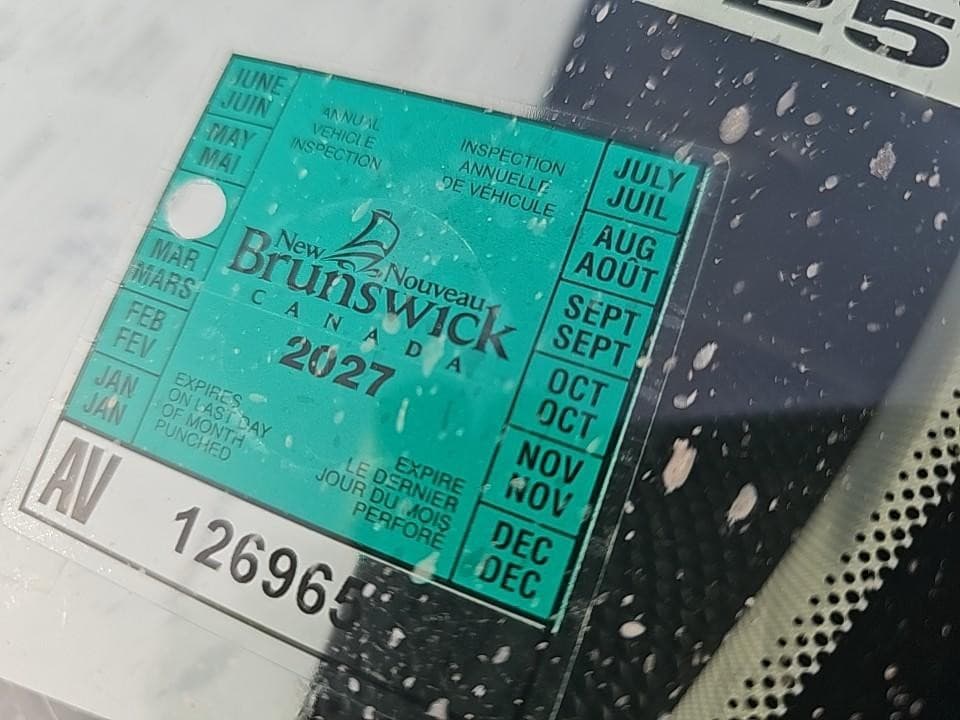 25
JUNE
JUIN
MAY
MAI
MAR
MARS
FEB
FEV
JAN
JAN
ANNUAL
VEHICLE
INSPECTION
INSPECTION
ANNUELLE
DE VÉHICULE
New Nouveau
Brunswick
CANADA
2027
EXPIRES
ON LAST DAY
OF MONTH
PUNCHED
EXPIRE
LE DERNIER
JOUR DU MOIS
PERFORÉ
JULY
JUIL
AUG
AOÛT
SEPT
SEPT
OCT
OCT
NOV
NOV
DEC
DEC
AV 126965